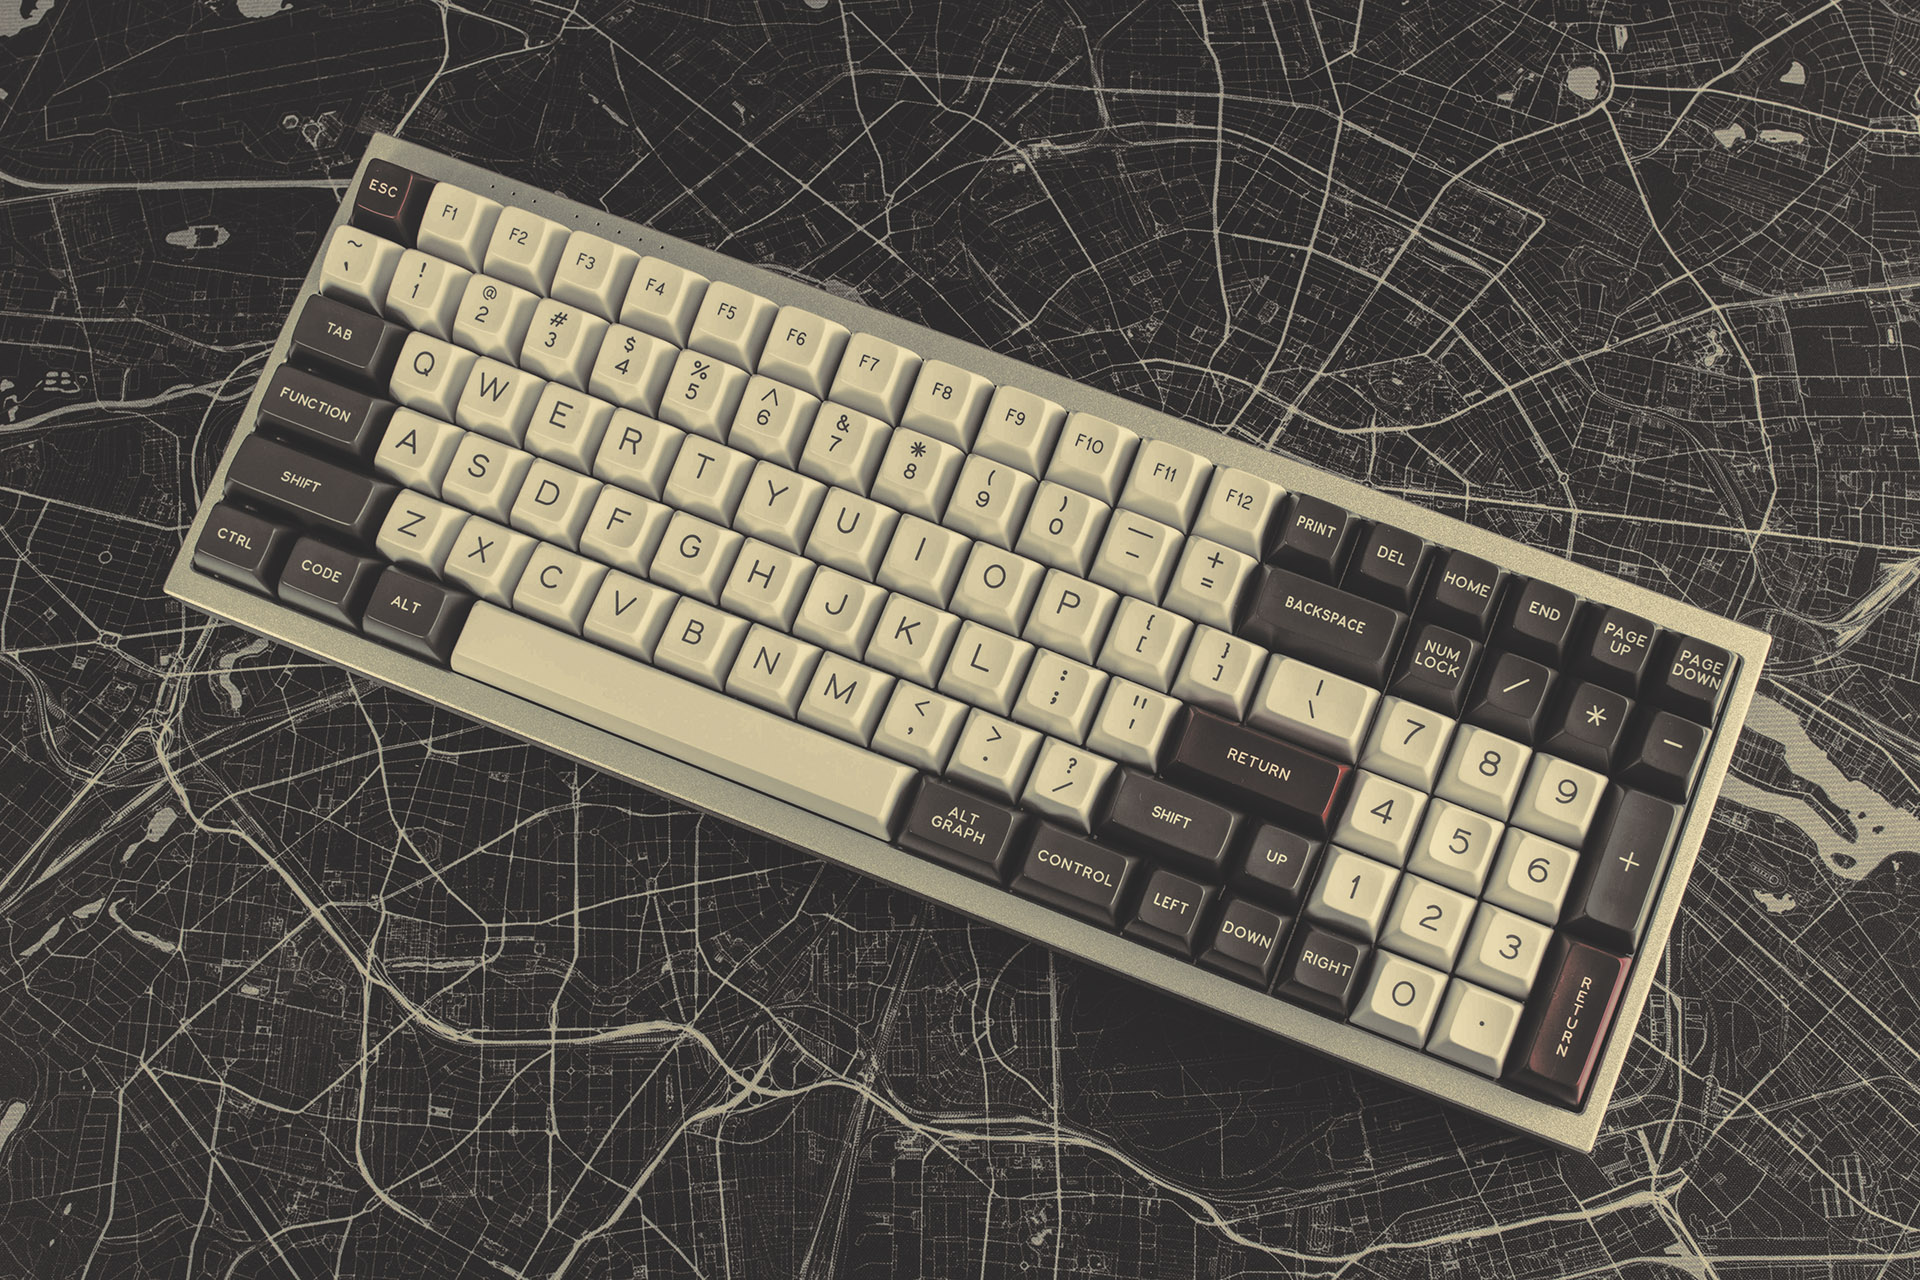 ESC F1 F2 F3 F4 F5 F6 F7 F8 F9 F10 F11 F12 PRINT DEL HOME END PAGE UP PAGE DOWN
~ ` ! 1 @ 2 # 3 $ 4 % 5 ^ 6 & 7 * 8 ( 9 ) 0 — - + = BACKSPACE NUM LOCK / * -
TAB Q W E R T Y U I O P { [ } ] | \ 7 8 9 +
FUNCTION A S D F G H J K L : ; " ' RETURN 4 5 6
SHIFT Z X C V B N M < , > . ? / SHIFT UP 1 2 3 RETURN
CTRL CODE ALT ALT GRAPH CONTROL LEFT DOWN RIGHT 0 .